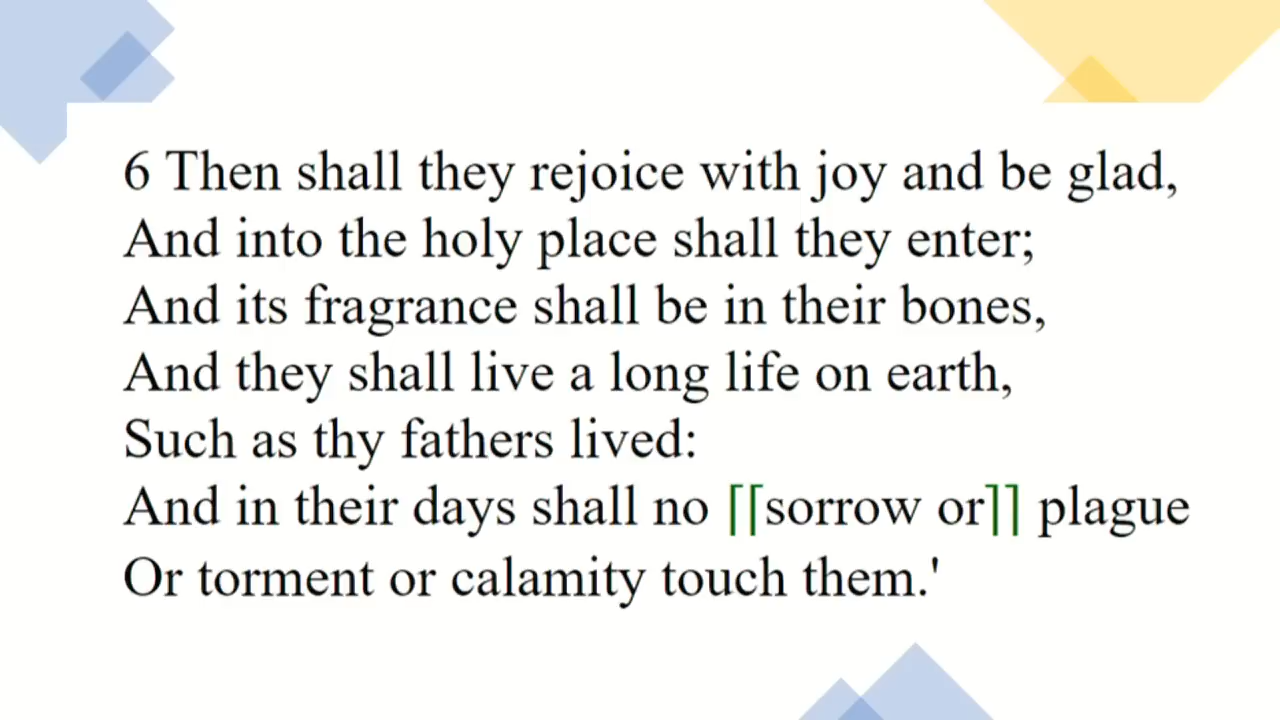 6 Then shall they rejoice with joy and be glad,
And into the holy place shall they enter;
And its fragrance shall be in their bones,
And they shall live a long life on earth,
Such as thy fathers lived:
And in their days shall no ⌈⌈sorrow or⌉⌉ plague
Or torment or calamity touch them.'